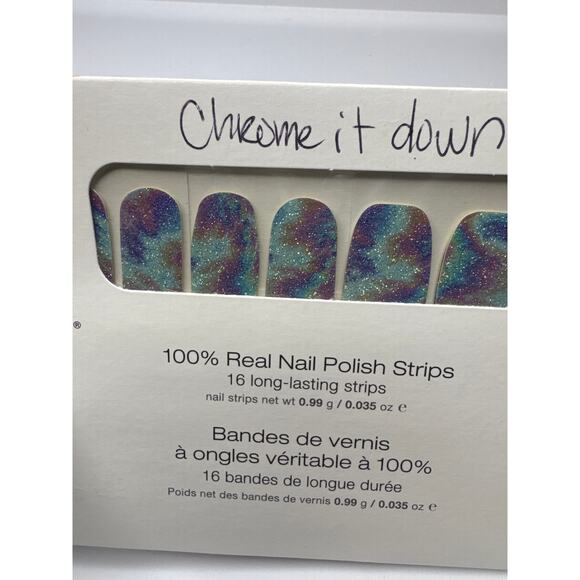 Chrome it down
®
100% Real Nail Polish Strips
16 long-lasting strips
nail strips net wt 0.99 g / 0.035 oz ℮
Bandes de vernis
à ongles véritable à 100%
16 bandes de longue durée
Poids net des bandes de vernis 0.99 g / 0.035 oz ℮